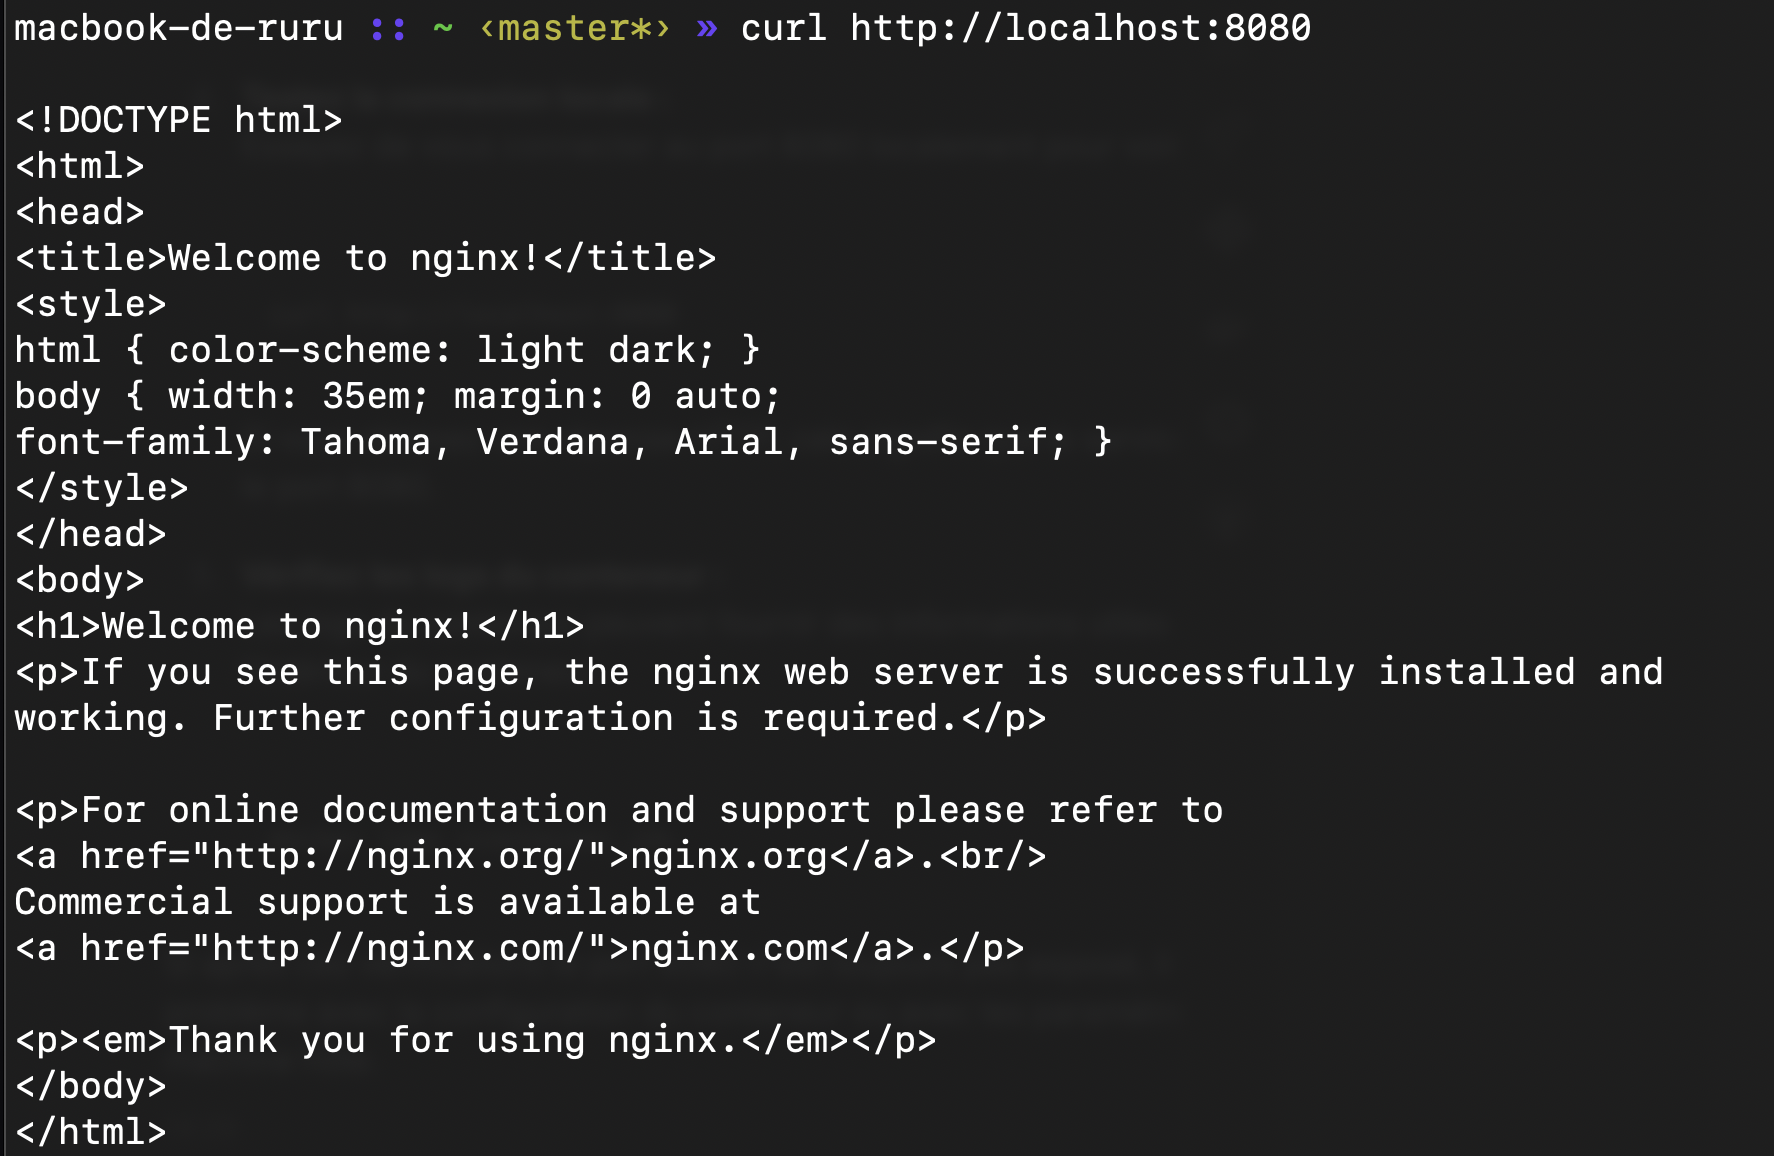 macbook-de-ruru :: ~ ‹master*› » curl http://localhost:8080
<!DOCTYPE html>
<html>
<head>
<title>Welcome to nginx!</title>
<style>
html { color-scheme: light dark; }
body { width: 35em; margin: 0 auto;
font-family: Tahoma, Verdana, Arial, sans-serif; }
</style>
</head>
<body>
<h1>Welcome to nginx!</h1>
<p>If you see this page, the nginx web server is successfully installed and
working. Further configuration is required.</p>
<p>For online documentation and support please refer to
<a href="http://nginx.org/">nginx.org</a>.<br/>
Commercial support is available at
<a href="http://nginx.com/">nginx.com</a>.</p>
<p><em>Thank you for using nginx.</em></p>
</body>
</html>